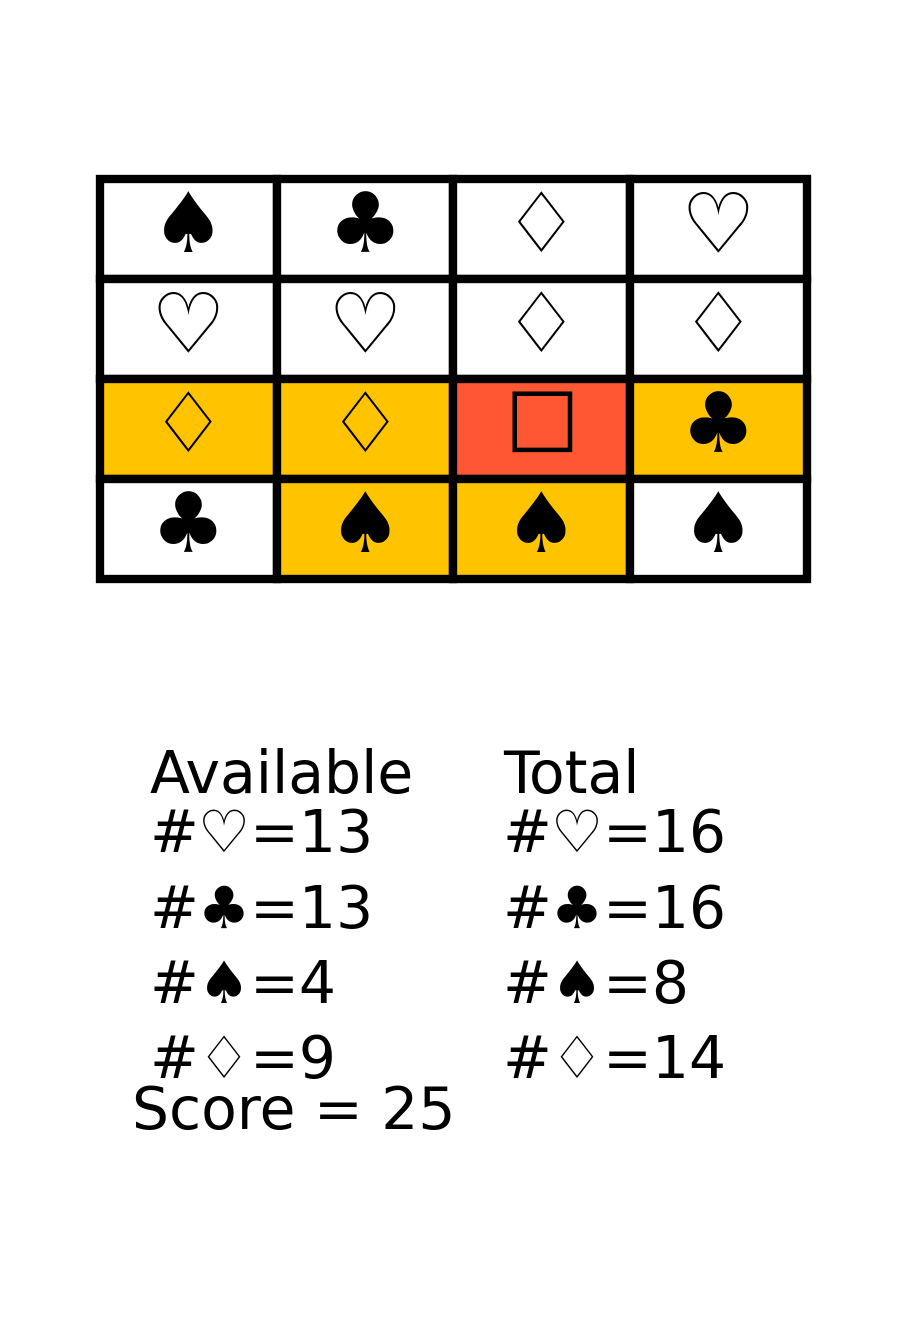 ♠ ♣ ♢ ♡
♡ ♡ ♢ ♢
♢ ♢ □ ♣
♣ ♠ ♠ ♠
Available Total
#♡=13 #♡=16
#♣=13 #♣=16
#♠=4 #♠=8
#♢=9 #♢=14
Score = 25